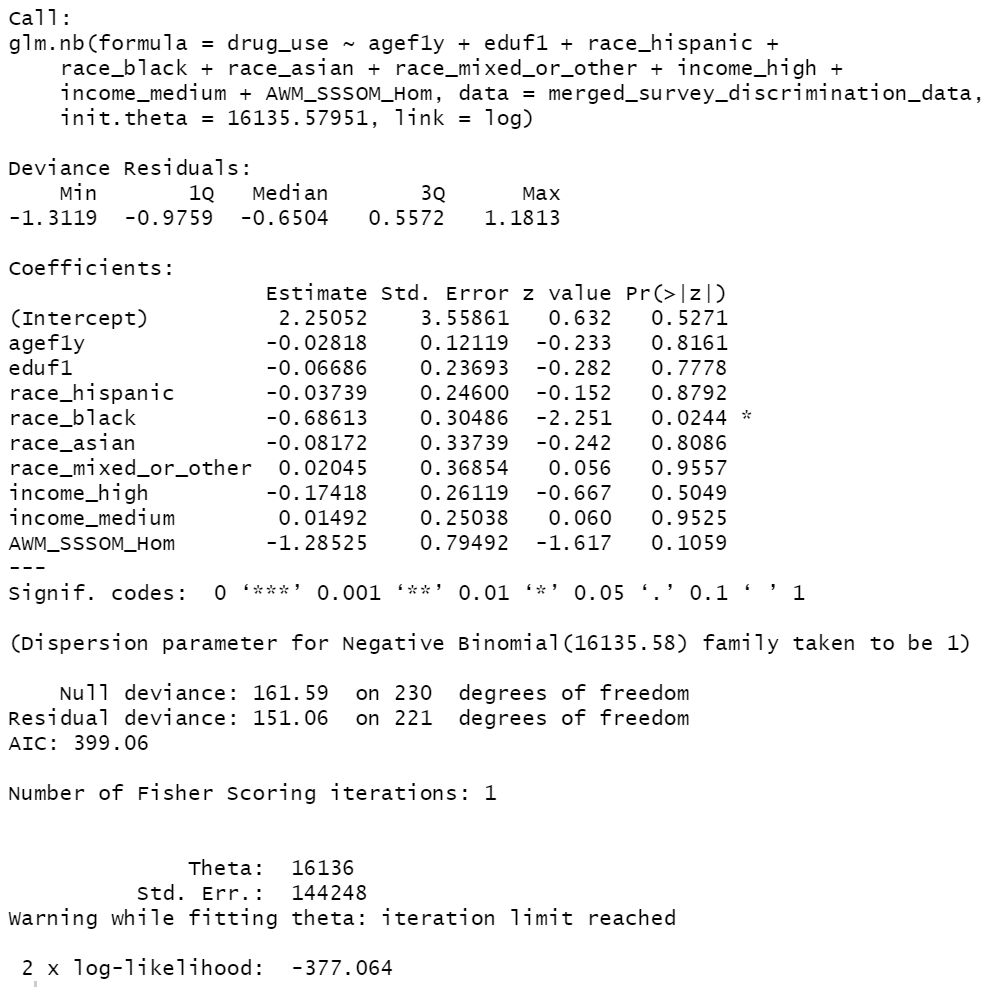 Call:
glm.nb(formula = drug_use ~ agef1y + eduf1 + race_hispanic +
    race_black + race_asian + race_mixed_or_other + income_high +
    income_medium + AWM_SSSOM_Hom, data = merged_survey_discrimination_data,
    init.theta = 16135.57951, link = log)

Deviance Residuals:
    Min       1Q   Median       3Q      Max
-1.3119  -0.9759  -0.6504   0.5572   1.1813

Coefficients:
                    Estimate Std. Error z value Pr(>|z|)
(Intercept)          2.25052    3.55861   0.632   0.5271
agef1y              -0.02818    0.12119  -0.233   0.8161
eduf1               -0.06686    0.23693  -0.282   0.7778
race_hispanic       -0.03739    0.24600  -0.152   0.8792
race_black          -0.68613    0.30486  -2.251   0.0244 *
race_asian          -0.08172    0.33739  -0.242   0.8086
race_mixed_or_other  0.02045    0.36854   0.056   0.9557
income_high         -0.17418    0.26119  -0.667   0.5049
income_medium        0.01492    0.25038   0.060   0.9525
AWM_SSSOM_Hom       -1.28525    0.79492  -1.617   0.1059
---
Signif. codes:  0 ‘***’ 0.001 ‘**’ 0.01 ‘*’ 0.05 ‘.’ 0.1 ‘ ’ 1

(Dispersion parameter for Negative Binomial(16135.58) family taken to be 1)

    Null deviance: 161.59  on 230  degrees of freedom
Residual deviance: 151.06  on 221  degrees of freedom
AIC: 399.06

Number of Fisher Scoring iterations: 1

              Theta:  16136
          Std. Err.:  144248
Warning while fitting theta: iteration limit reached

 2 x log-likelihood:  -377.064